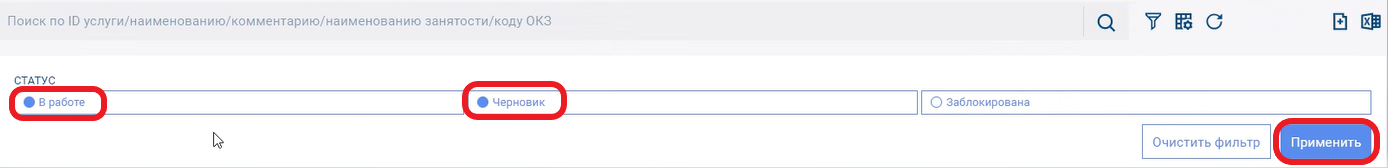 Поиск по ID услуги/наименованию/комментарию/наименованию занятости/коду ОКЗ
СТАТУС
В работе Черновик Заблокирована
Очистить фильтр Применить